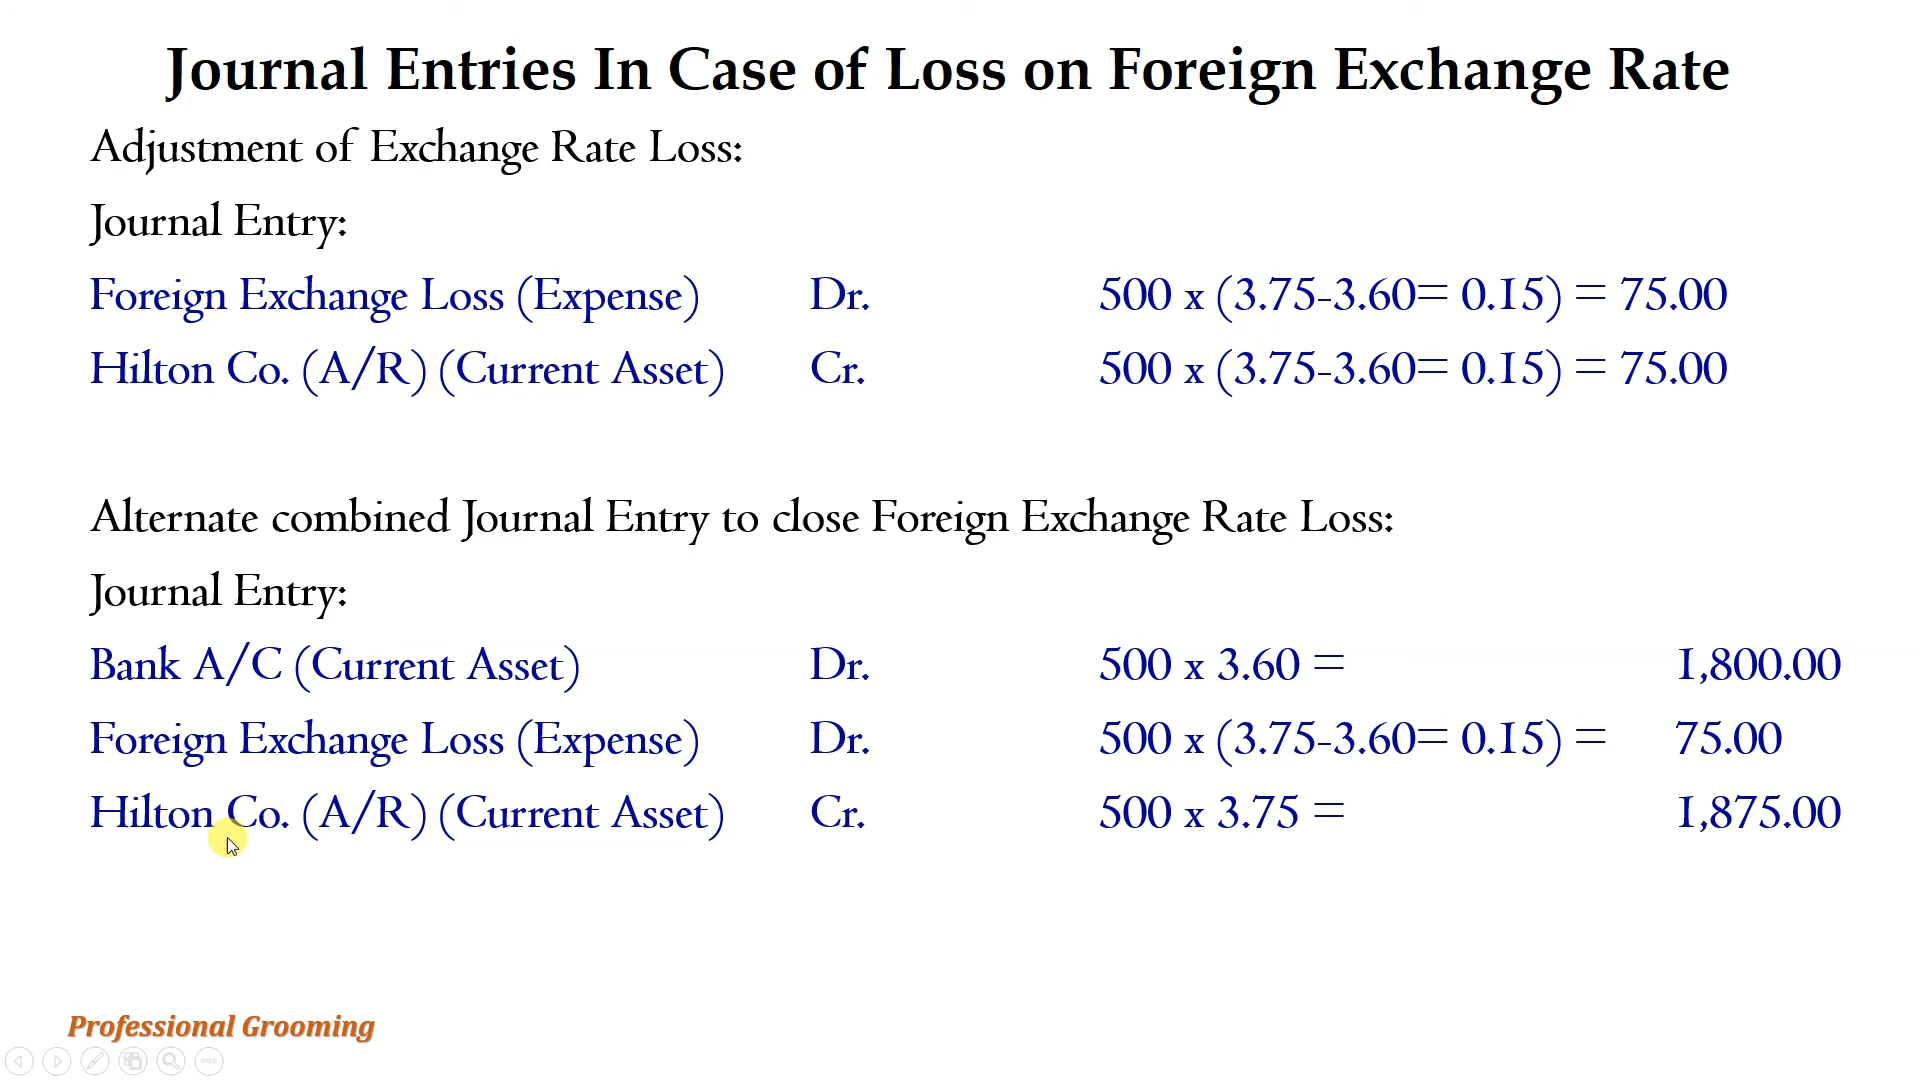 Journal Entries In Case of Loss on Foreign Exchange Rate
Adjustment of Exchange Rate Loss:
Journal Entry:
Foreign Exchange Loss (Expense) Dr. 500 x (3.75-3.60= 0.15) = 75.00
Hilton Co. (A/R) (Current Asset) Cr. 500 x (3.75-3.60= 0.15) = 75.00
Alternate combined Journal Entry to close Foreign Exchange Rate Loss:
Journal Entry:
Bank A/C (Current Asset) Dr. 500 x 3.60 = 1,800.00
Foreign Exchange Loss (Expense) Dr. 500 x (3.75-3.60= 0.15) = 75.00
Hilton Co. (A/R) (Current Asset) Cr. 500 x 3.75 = 1,875.00
Professional Grooming